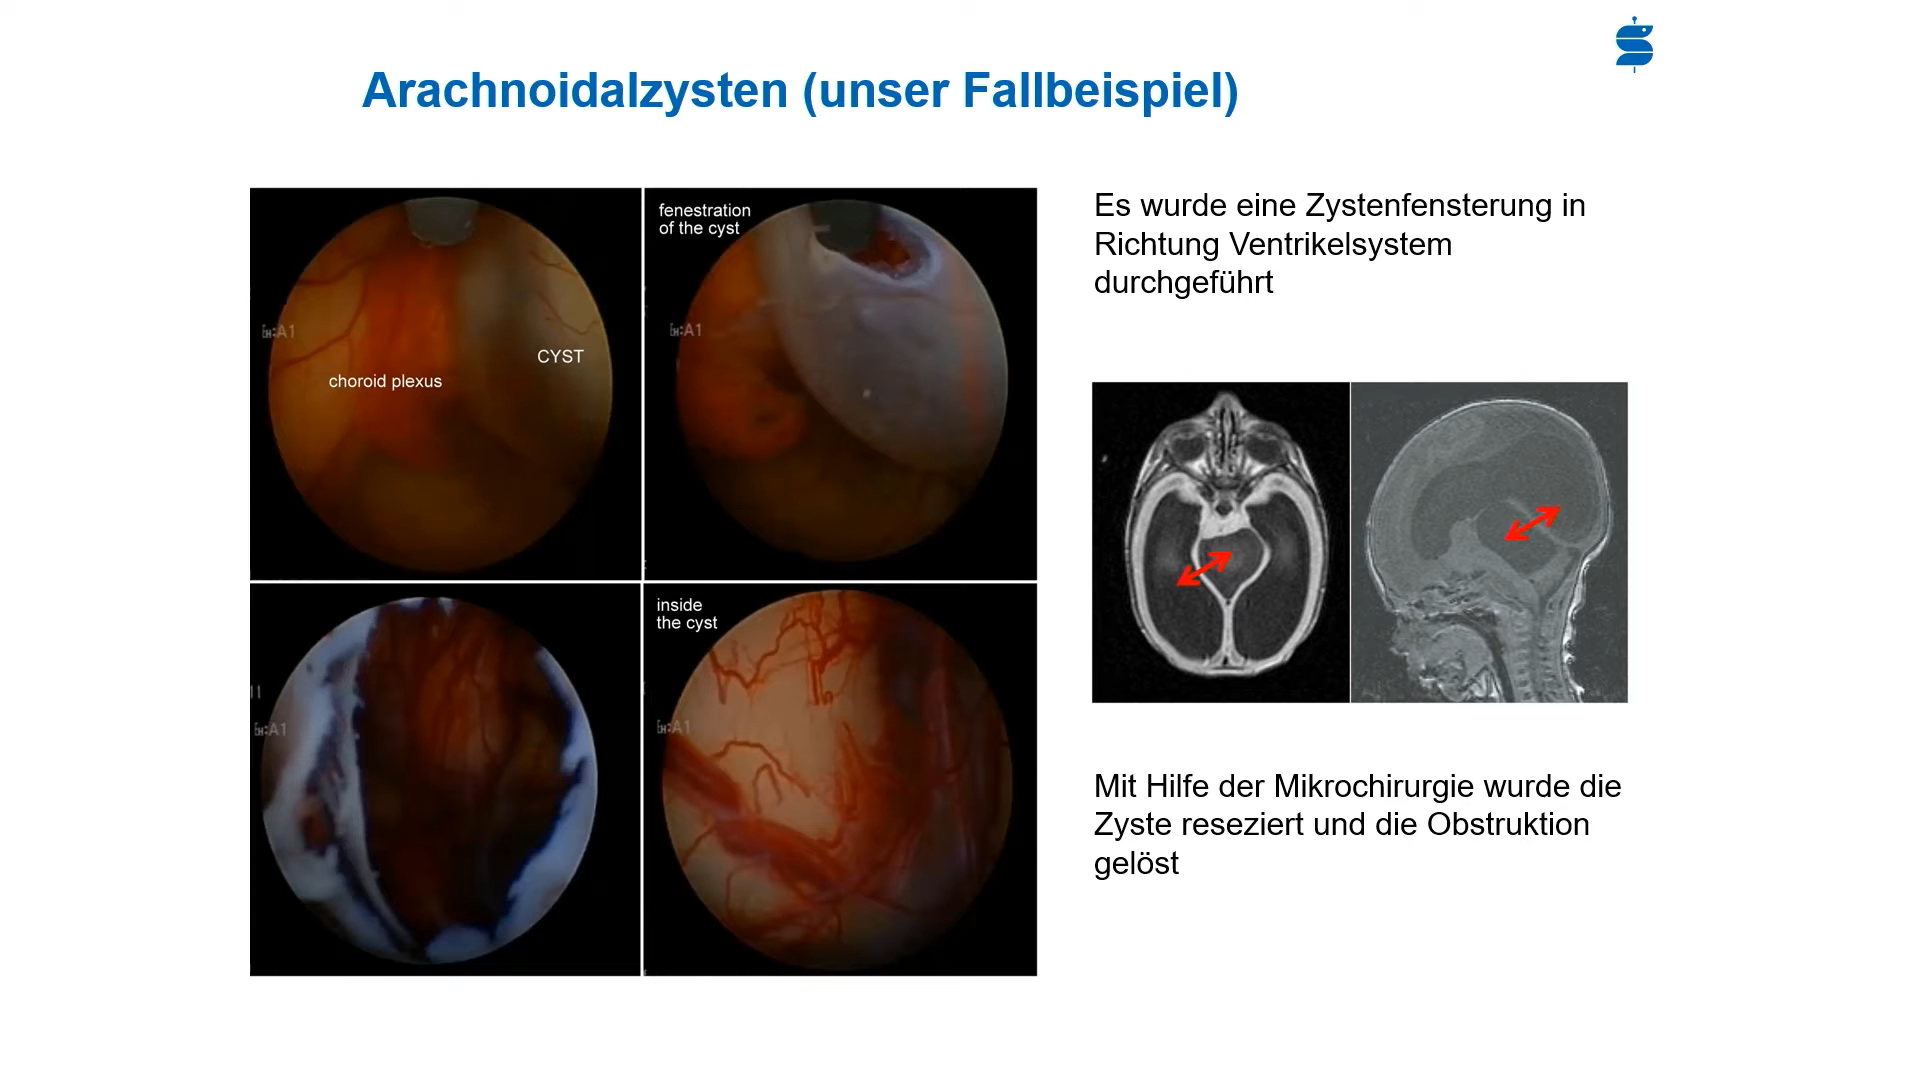 Arachnoidalzysten (unser Fallbeispiel)
CYST
choroid plexus
fenestration
of the cyst
inside
the cyst
Es wurde eine Zystenfensterung in
Richtung Ventrikelsystem
durchgeführt
Mit Hilfe der Mikrochirurgie wurde die
Zyste reseziert und die Obstruktion
gelöst